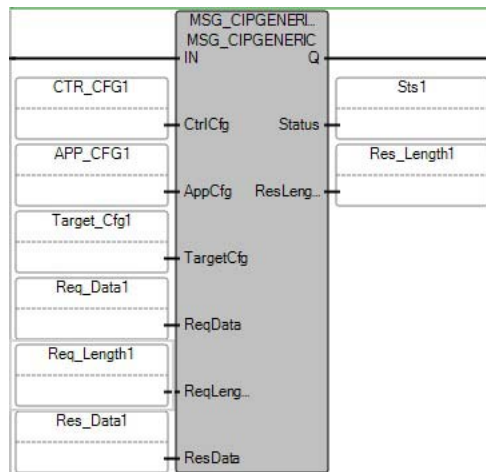 MSG_CIPGENERI...
MSG_CIPGENERIC
IN Q
CTR_CFG1 Sts1
CtrlCfg Status
APP_CFG1 Res_Length1
AppCfg ResLeng...
Target_Cfg1
TargetCfg
Req_Data1
ReqData
Req_Length1
ReqLeng...
Res_Data1
ResData